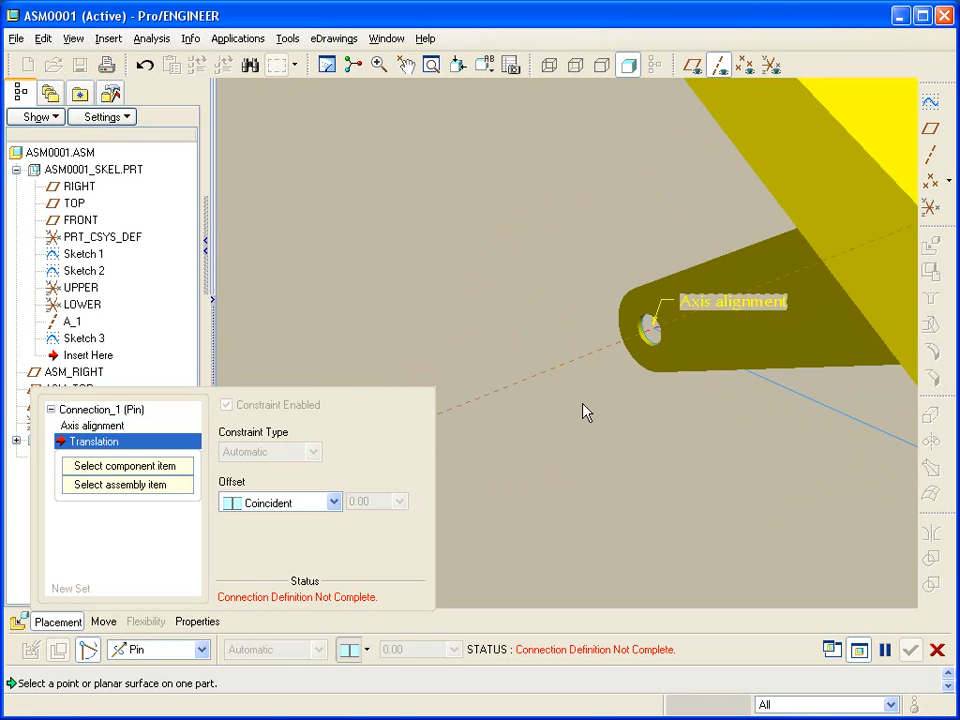 ASM0001 (Active) - Pro/ENGINEER
File Edit View Insert Analysis Info Applications Tools eDrawings Window Help
Show Settings
ASM0001.ASM
ASM0001_SKEL.PRT
RIGHT
TOP
FRONT
PRT_CSYS_DEF
Sketch 1
Sketch 2
UPPER
LOWER
A_1
Sketch 3
Insert Here
ASM_RIGHT
Axis alignment
Connection_1 (Pin)
Axis alignment
Translation
Select component item
Select assembly item
New Set
Constraint Enabled
Constraint Type
Automatic
Offset
Coincident 0.00
Status
Connection Definition Not Complete.
Placement Move Flexibility Properties
Pin Automatic 0.00 STATUS : Connection Definition Not Complete.
Select a point or planar surface on one part.
All